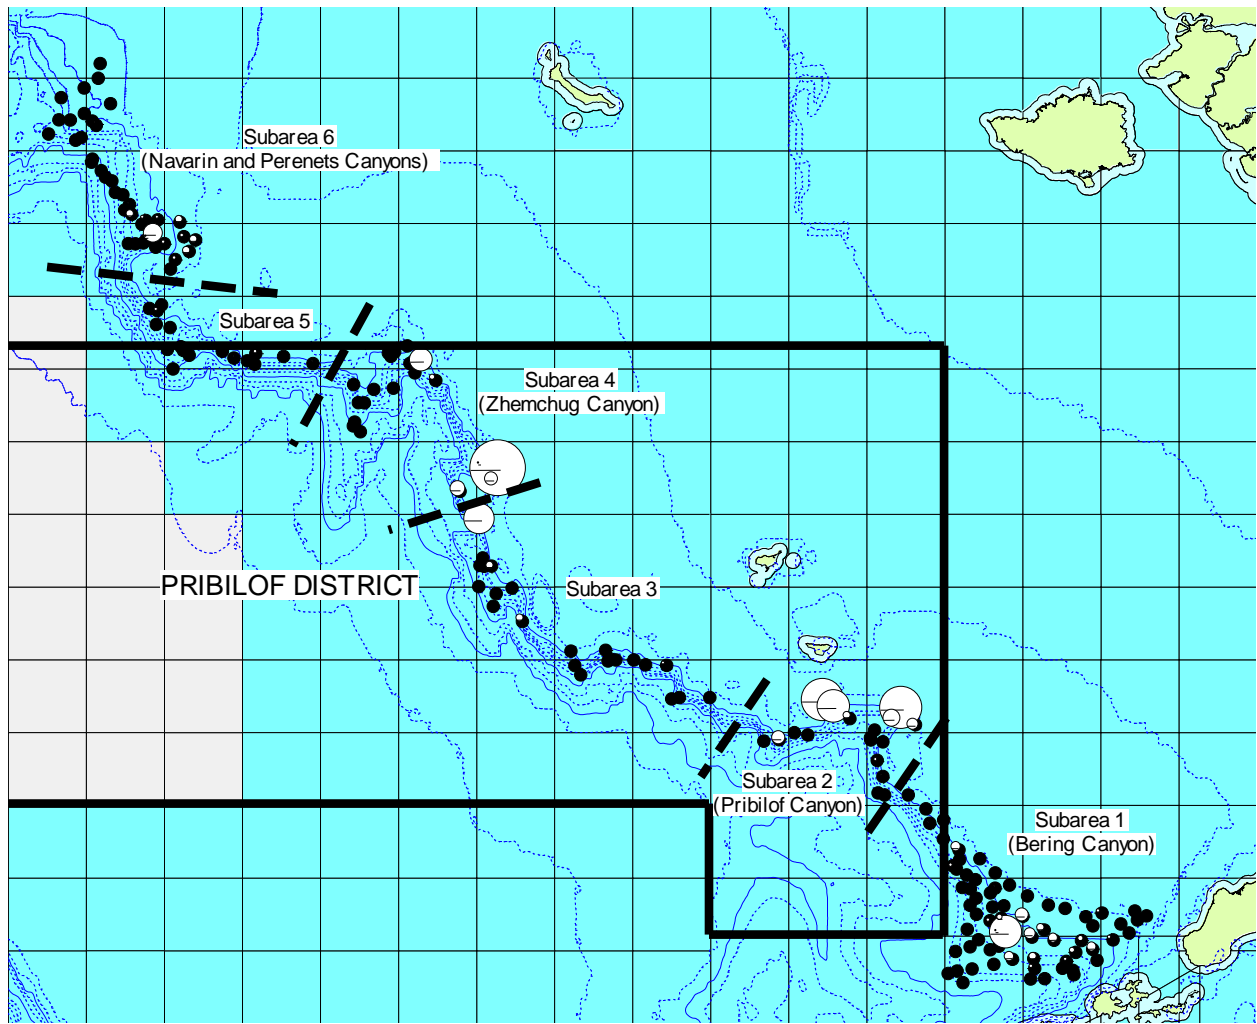 Subarea 6
(Navarin and Perenets Canyons)
Subarea 5
Subarea 4
(Zhemchug Canyon)
PRIBILOF DISTRICT
Subarea 3
Subarea 2
(Pribilof Canyon)
Subarea 1
(Bering Canyon)